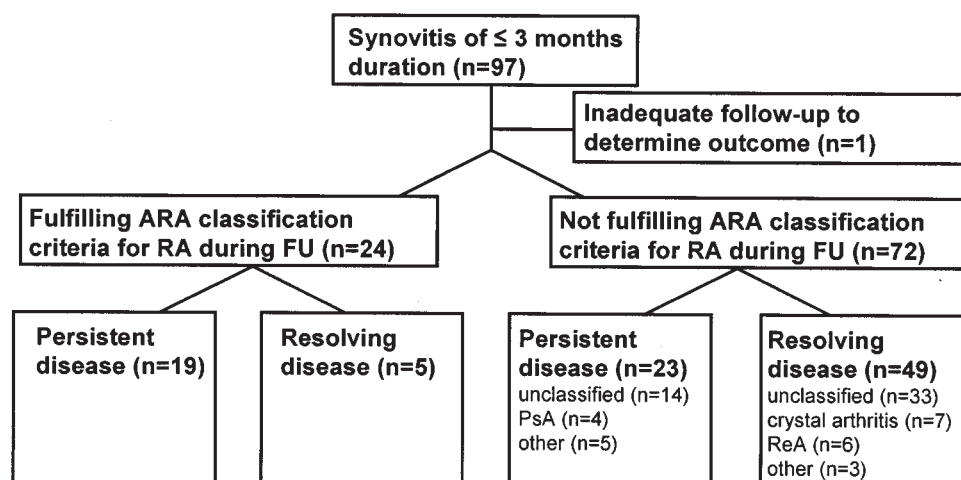 Synovitis of ≤ 3 months
duration (n=97)
Inadequate follow-up to
determine outcome (n=1)
Fulfilling ARA classification
criteria for RA during FU (n=24)
Not fulfilling ARA classification
criteria for RA during FU (n=72)
Persistent
disease (n=19)
Resolving
disease (n=5)
Persistent
disease (n=23)
unclassified (n=14)
PsA (n=4)
other (n=5)
Resolving
disease (n=49)
unclassified (n=33)
crystal arthritis (n=7)
ReA (n=6)
other (n=3)